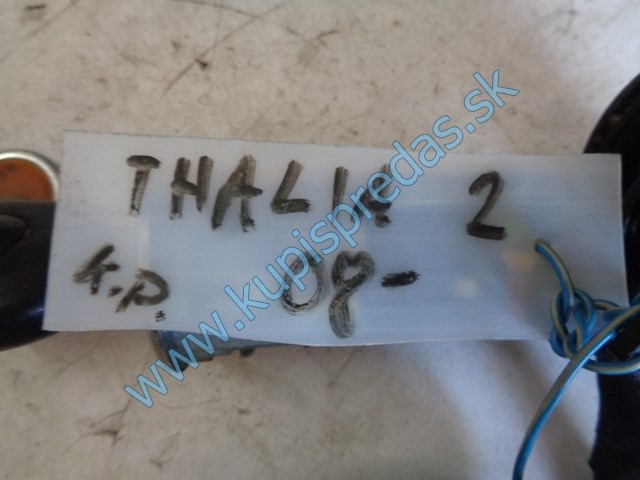 THALIA 2
K.D. 08-
www.kupispredas.sk